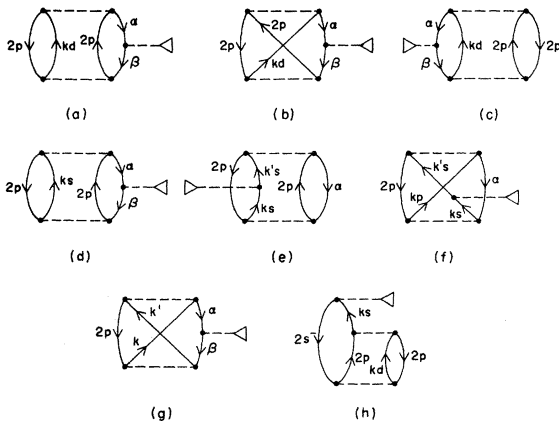 2p kd 2p α β
2p 2p kd α β
α β kd 2p 2p
(a) (b) (c)
2p ks 2p α β
2p k's ks 2p α
k's 2p kp ks α
(d) (e) (f)
2p k' k α β
ks 2s 2p kd 2p
(g) (h)